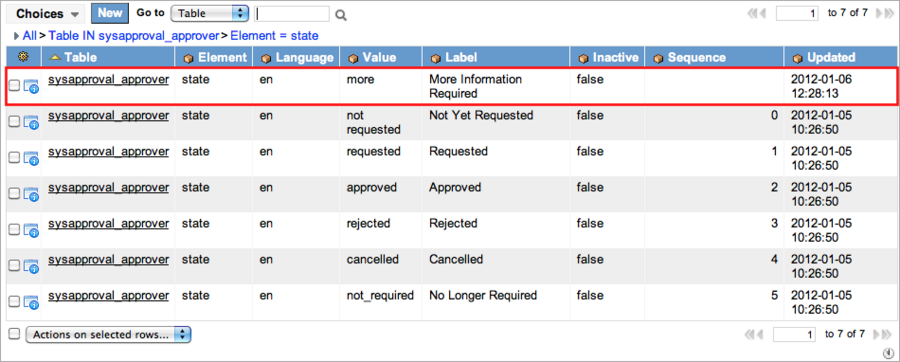 Choices New Go to Table 1 to 7 of 7
All > Table IN sysapproval_approver > Element = state
Table Element Language Value Label Inactive Sequence Updated
sysapproval_approver state en more More Information Required false 2012-01-06 12:28:13
sysapproval_approver state en not requested Not Yet Requested false 0 2012-01-05 10:26:50
sysapproval_approver state en requested Requested false 1 2012-01-05 10:26:50
sysapproval_approver state en approved Approved false 2 2012-01-05 10:26:50
sysapproval_approver state en rejected Rejected false 3 2012-01-05 10:26:50
sysapproval_approver state en cancelled Cancelled false 4 2012-01-05 10:26:50
sysapproval_approver state en not_required No Longer Required false 5 2012-01-05 10:26:50
Actions on selected rows... 1 to 7 of 7